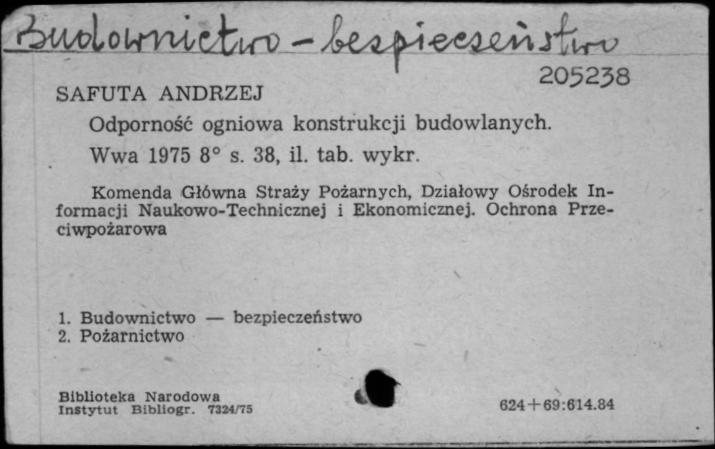 Budownictwo - bezpieczeństwo
205238
SAFUTA ANDRZEJ
Odporność ogniowa konstrukcji budowlanych.
Wwa 1975 8° s. 38, il. tab. wykr.
Komenda Główna Straży Pożarnych, Działowy Ośrodek In-
formacji Naukowo-Technicznej i Ekonomicznej. Ochrona Prze-
ciwpożarowa
1. Budownictwo — bezpieczeństwo
2. Pożarnictwo
Biblioteka Narodowa
Instytut Bibliogr. 7324/75
624+69:614.84